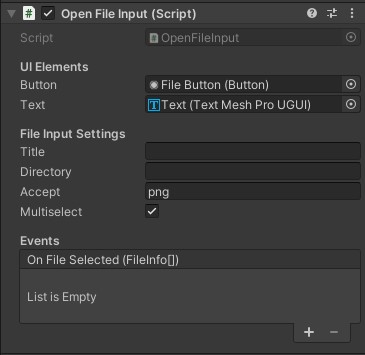 Open File Input (Script)
Script OpenFileInput
UI Elements
Button File Button (Button)
Text Text (Text Mesh Pro UGUI)
File Input Settings
Title
Directory
Accept png
Multiselect
Events
On File Selected (FileInfo[])
List is Empty